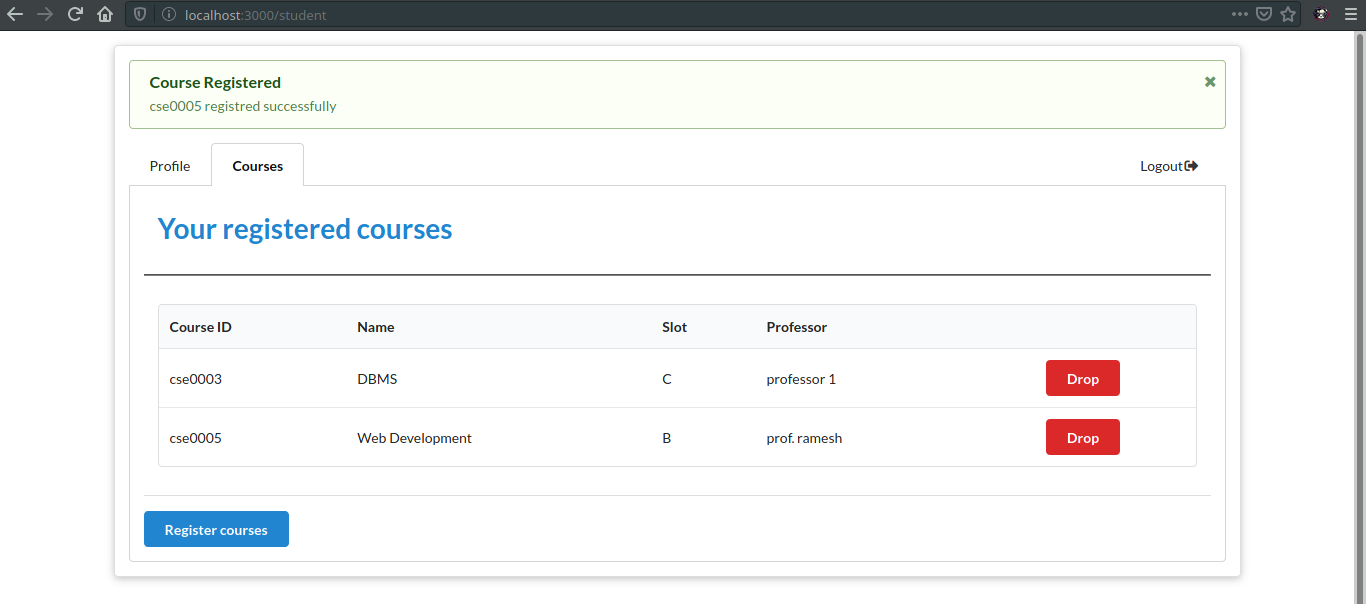 localhost:3000/student
Course Registered
cse0005 registred successfully
Profile
Courses
Logout
Your registered courses
Course ID Name Slot Professor
cse0003 DBMS C professor 1 Drop
cse0005 Web Development B prof. ramesh Drop
Register courses